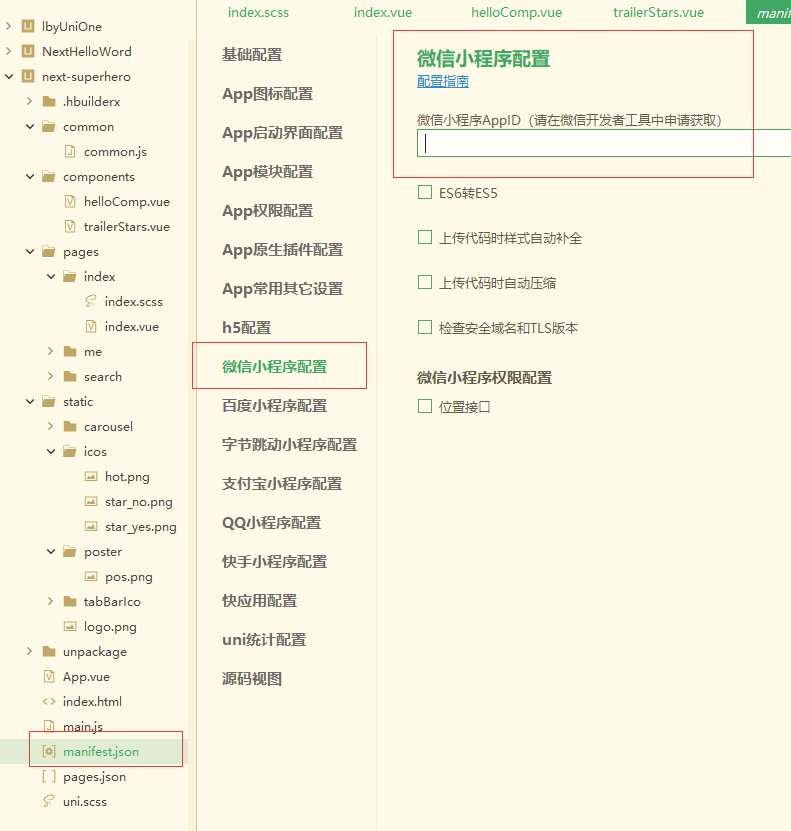 index.scss
index.vue
helloComp.vue
trailerStars.vue
manif
lbyUniOne
NextHelloWord
next-superhero
.hbuilderx
common
common.js
components
helloComp.vue
trailerStars.vue
pages
index
index.scss
index.vue
me
search
static
carousel
icos
hot.png
star_no.png
star_yes.png
poster
pos.png
tabBarIco
logo.png
unpackage
App.vue
index.html
main.js
manifest.json
pages.json
uni.scss
基础配置
App图标配置
App启动界面配置
App模块配置
App权限配置
App原生插件配置
App常用其它设置
h5配置
微信小程序配置
百度小程序配置
字节跳动小程序配置
支付宝小程序配置
QQ小程序配置
快手小程序配置
快应用配置
uni统计配置
源码视图
微信小程序配置
配置指南
微信小程序AppID（请在微信开发者工具中申请获取）
ES6转ES5
上传代码时样式自动补全
上传代码时自动压缩
检查安全域名和TLS版本
微信小程序权限配置
位置接口